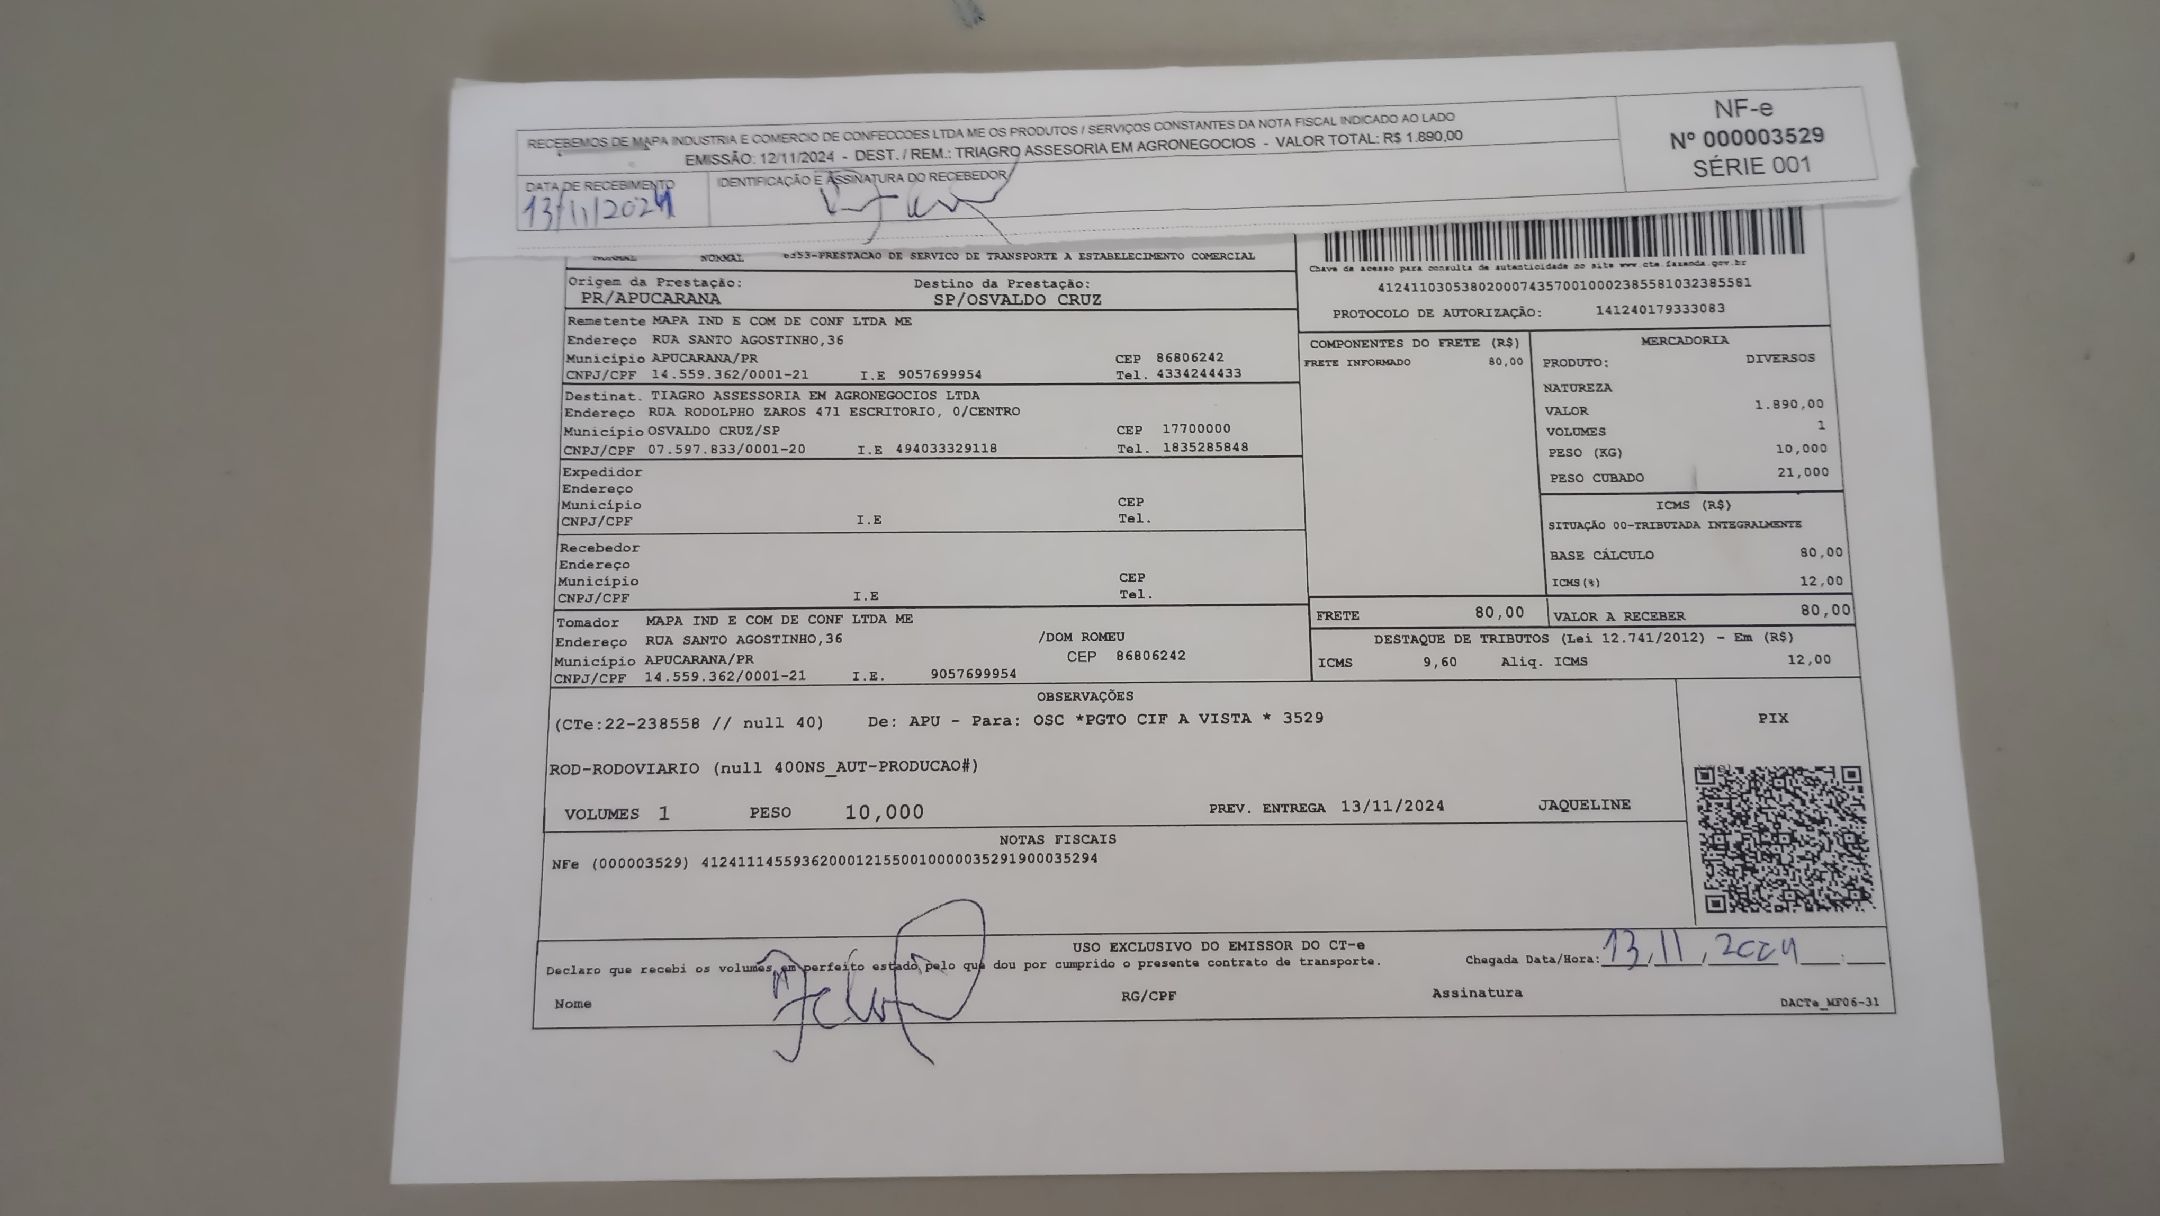 RECEBEMOS DE MAPA INDUSTRIA E COMERCIO DE CONFECCOES LTDA ME OS PRODUTOS / SERVIÇOS CONSTANTES DA NOTA FISCAL INDICADO AO LADO
EMISSÃO: 12/11/2024 - DEST. / REM.: TRIAGRO ASSESORIA EM AGRONEGOCIOS - VALOR TOTAL: R$ 1.890,00
NF-e
Nº 000003529
SÉRIE 001
DATA DE RECEBIMENTO
13/11/2024
IDENTIFICAÇÃO E ASSINATURA DO RECEBEDOR
NORMAL 6353-PRESTACAO DE SERVICO DE TRANSPORTE A ESTABELECIMENTO COMERCIAL
Chave de acesso para consulta de autenticidade no site www.cte.fazenda.gov.br
41241103053802000743570010002385581032385581
PROTOCOLO DE AUTORIZAÇÃO: 141240179333083
Origem da Prestação: Destino da Prestação:
PR/APUCARANA SP/OSVALDO CRUZ
Remetente MAPA IND E COM DE CONF LTDA ME
Endereço RUA SANTO AGOSTINHO,36
Município APUCARANA/PR CEP 86806242
CNPJ/CPF 14.559.362/0001-21 I.E 9057699954 Tel. 4334244433
Destinat. TIAGRO ASSESSORIA EM AGRONEGOCIOS LTDA
Endereço RUA RODOLPHO ZAROS 471 ESCRITORIO, 0/CENTRO
Município OSVALDO CRUZ/SP CEP 17700000
CNPJ/CPF 07.597.833/0001-20 I.E 494033329118 Tel. 1835285848
Expedidor
Endereço
Município CEP
CNPJ/CPF I.E Tel.
Recebedor
Endereço
Município CEP
CNPJ/CPF I.E Tel.
Tomador MAPA IND E COM DE CONF LTDA ME
Endereço RUA SANTO AGOSTINHO,36 /DOM ROMEU
Município APUCARANA/PR CEP 86806242
CNPJ/CPF 14.559.362/0001-21 I.E. 9057699954
COMPONENTES DO FRETE (R$)
FRETE INFORMADO 80,00
MERCADORIA
PRODUTO: DIVERSOS
NATUREZA
VALOR 1.890,00
VOLUMES 1
PESO (KG) 10,000
PESO CUBADO 21,000
ICMS (R$)
SITUAÇÃO 00-TRIBUTADA INTEGRALMENTE
BASE CÁLCULO 80,00
ICMS(%) 12,00
FRETE 80,00 VALOR A RECEBER 80,00
DESTAQUE DE TRIBUTOS (Lei 12.741/2012) - Em (R$)
ICMS 9,60 Aliq. ICMS 12,00
OBSERVAÇÕES
(CTe:22-238558 // null 40) De: APU - Para: OSC *PGTO CIF A VISTA * 3529
ROD-RODOVIARIO (null 400NS_AUT-PRODUCAO#)
VOLUMES 1 PESO 10,000 PREV. ENTREGA 13/11/2024 JAQUELINE
PIX
NOTAS FISCAIS
NFe (000003529) 41241114559362000121550010000035291900035294
USO EXCLUSIVO DO EMISSOR DO CT-e
Declaro que recebi os volumes em perfeito estado pelo que dou por cumprido o presente contrato de transporte. Chegada Data/Hora: 13,11,2024 :
Nome RG/CPF Assinatura DACTe_MF06-31